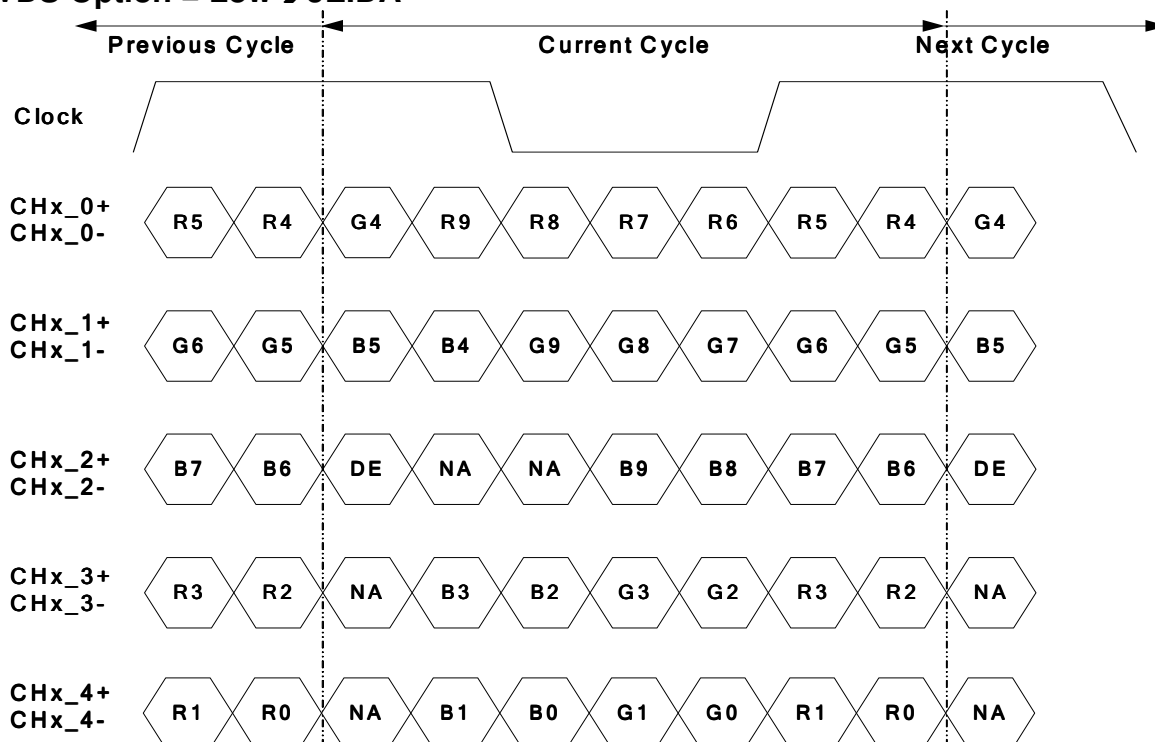 Previous Cycle Current Cycle Next Cycle
Clock
CHx_0+
CHx_0-
R5 R4 G4 R9 R8 R7 R6 R5 R4 G4
CHx_1+
CHx_1-
G6 G5 B5 B4 G9 G8 G7 G6 G5 B5
CHx_2+
CHx_2-
B7 B6 DE NA NA B9 B8 B7 B6 DE
CHx_3+
CHx_3-
R3 R2 NA B3 B2 G3 G2 R3 R2 NA
CHx_4+
CHx_4-
R1 R0 NA B1 B0 G1 G0 R1 R0 NA